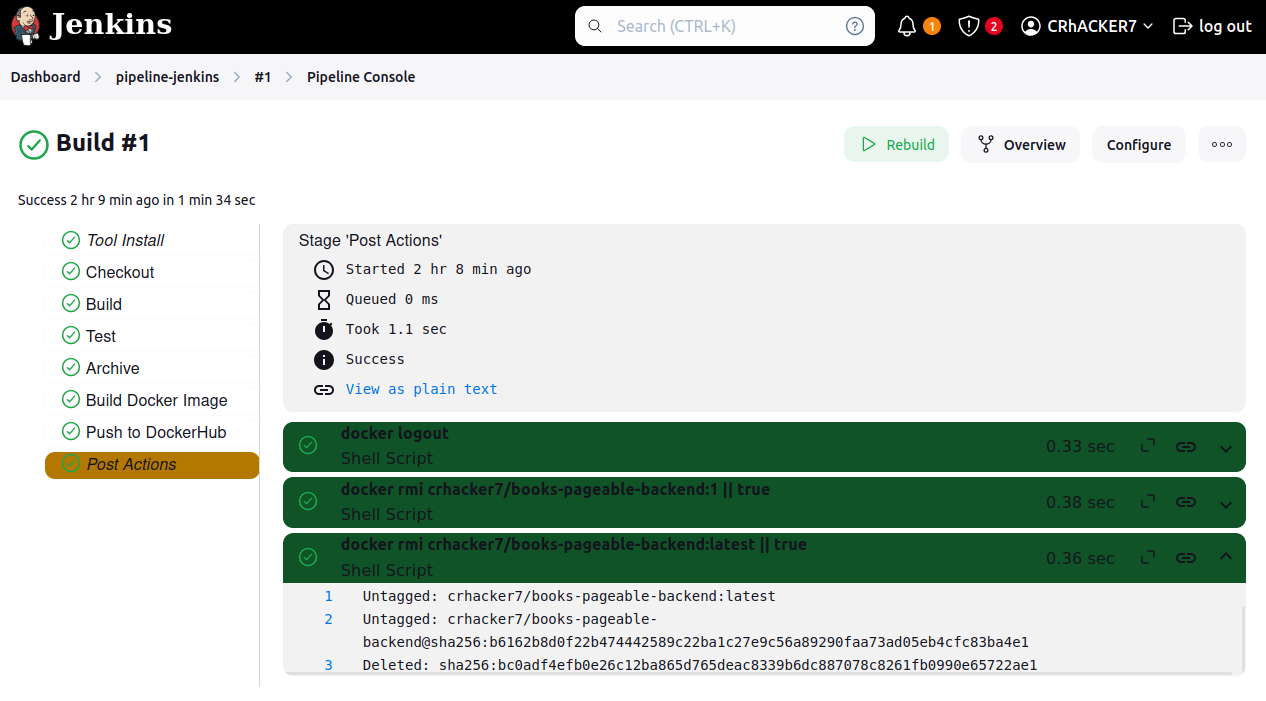 Jenkins
Search (CTRL+K)
?
1
2
CRhACKER7
log out
Dashboard
pipeline-jenkins
#1
Pipeline Console
Build #1
Rebuild
Overview
Configure
Success 2 hr 9 min ago in 1 min 34 sec
Tool Install
Checkout
Build
Test
Archive
Build Docker Image
Push to DockerHub
Post Actions
Stage 'Post Actions'
Started 2 hr 8 min ago
Queued 0 ms
Took 1.1 sec
Success
View as plain text
docker logout
Shell Script
0.33 sec
docker rmi crhacker7/books-pageable-backend:1 || true
Shell Script
0.38 sec
docker rmi crhacker7/books-pageable-backend:latest || true
Shell Script
0.36 sec
1 Untagged: crhacker7/books-pageable-backend:latest
2 Untagged: crhacker7/books-pageable-
backend@sha256:b6162b8d0f22b474442589c22ba1c27e9c56a89290faa73ad05eb4cfc83ba4e1
3 Deleted: sha256:bc0adf4efb0e26c12ba865d765deac8339b6dc887078c8261fb0990e65722ae1